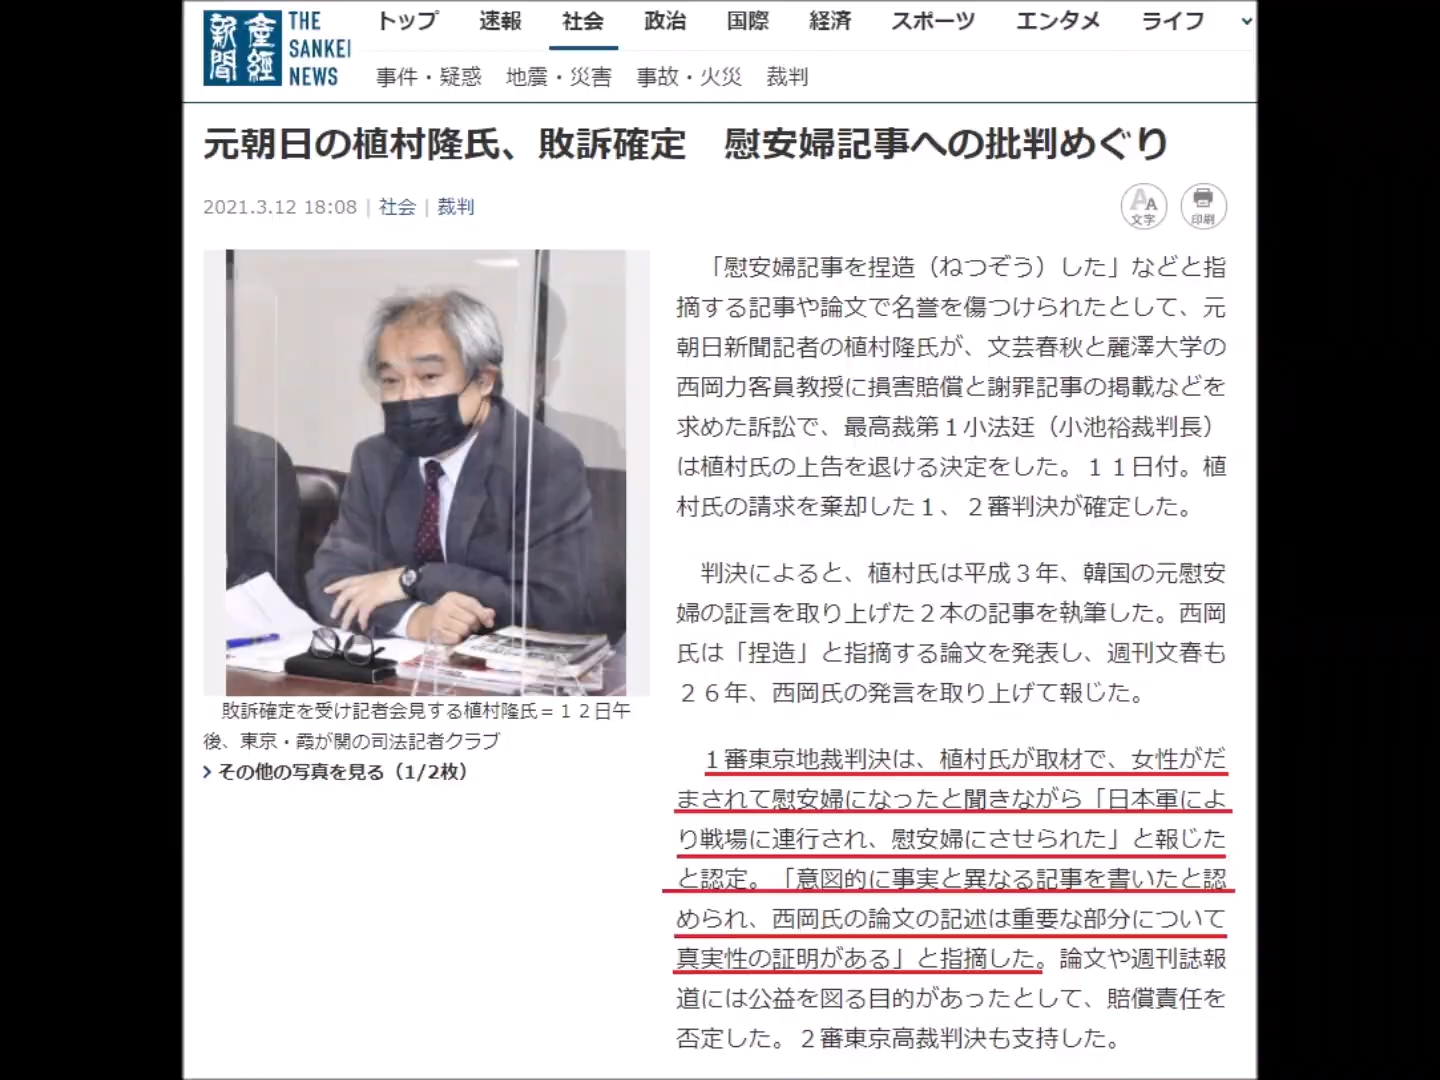 新聞 産經
THE
SANKEI
NEWS
トップ 速報 社会 政治 国際 経済 スポーツ エンタメ ライフ
事件・疑惑 地震・災害 事故・火災 裁判
元朝日の植村隆氏、敗訴確定　慰安婦記事への批判めぐり
2021.3.12 18:08 | 社会 | 裁判
AA
文字
印刷
敗訴確定を受け記者会見する植村隆氏＝１２日午
後、東京・霞が関の司法記者クラブ
その他の写真を見る（1/2枚）
「慰安婦記事を捏造（ねつぞう）した」などと指
摘する記事や論文で名誉を傷つけられたとして、元
朝日新聞記者の植村隆氏が、文芸春秋と麗澤大学の
西岡力客員教授に損害賠償と謝罪記事の掲載などを
求めた訴訟で、最高裁第１小法廷（小池裕裁判長）
は植村氏の上告を退ける決定をした。１１日付。植
村氏の請求を棄却した１、２審判決が確定した。
判決によると、植村氏は平成３年、韓国の元慰安
婦の証言を取り上げた２本の記事を執筆した。西岡
氏は「捏造」と指摘する論文を発表し、週刊文春も
２６年、西岡氏の発言を取り上げて報じた。
１審東京地裁判決は、植村氏が取材で、女性がだ
まされて慰安婦になったと聞きながら「日本軍によ
り戦場に連行され、慰安婦にさせられた」と報じた
と認定。「意図的に事実と異なる記事を書いたと認
められ、西岡氏の論文の記述は重要な部分について
真実性の証明がある」と指摘した。論文や週刊誌報
道には公益を図る目的があったとして、賠償責任を
否定した。２審東京高裁判決も支持した。